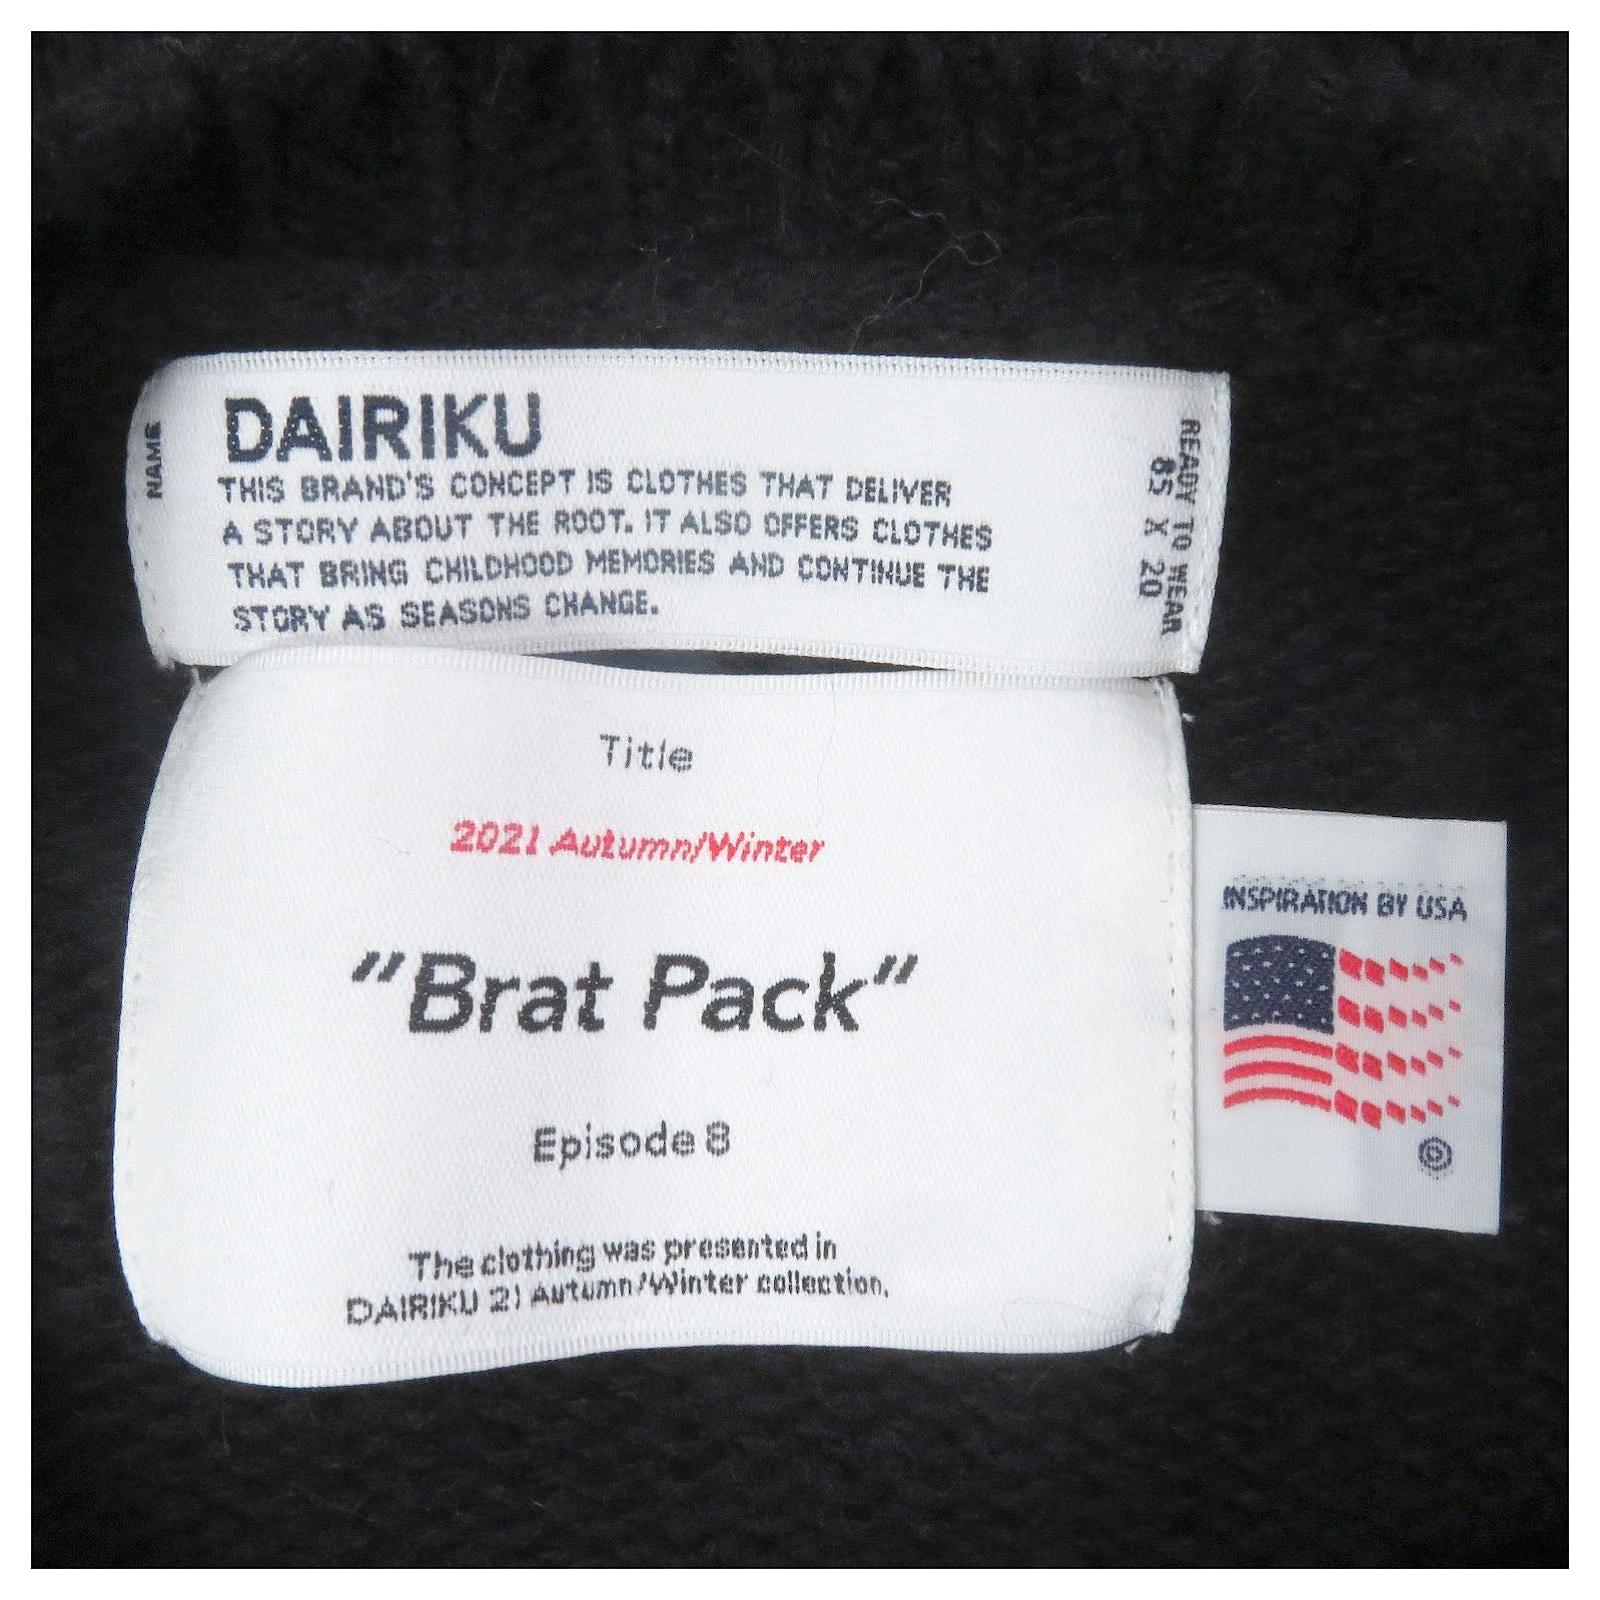 NAME
DAIRIKU
THIS BRAND'S CONCEPT IS CLOTHES THAT DELIVER
A STORY ABOUT THE ROOT. IT ALSO OFFERS CLOTHES
THAT BRING CHILDHOOD MEMORIES AND CONTINUE THE
STORY AS SEASONS CHANGE.
READY TO WEAR
85 X 20
Title
2021 Autumn/Winter
"Brat Pack"
Episode 8
The clothing was presented in
DAIRIKU 21 Autumn/Winter collection.
INSPIRATION BY USA
©